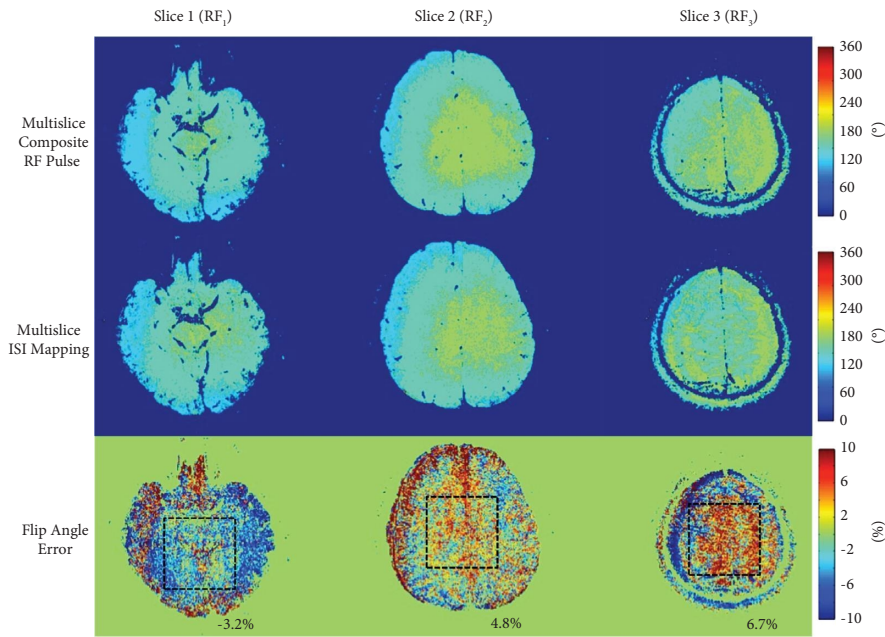 Slice 1 (RF₁)
Slice 2 (RF₂)
Slice 3 (RF₃)
Multislice
Composite
RF Pulse
360
300
240
180
120
60
0
(°)
Multislice
ISI Mapping
360
300
240
180
120
60
0
(°)
Flip Angle
Error
10
6
2
-2
-6
-10
(%)
-3.2%
4.8%
6.7%